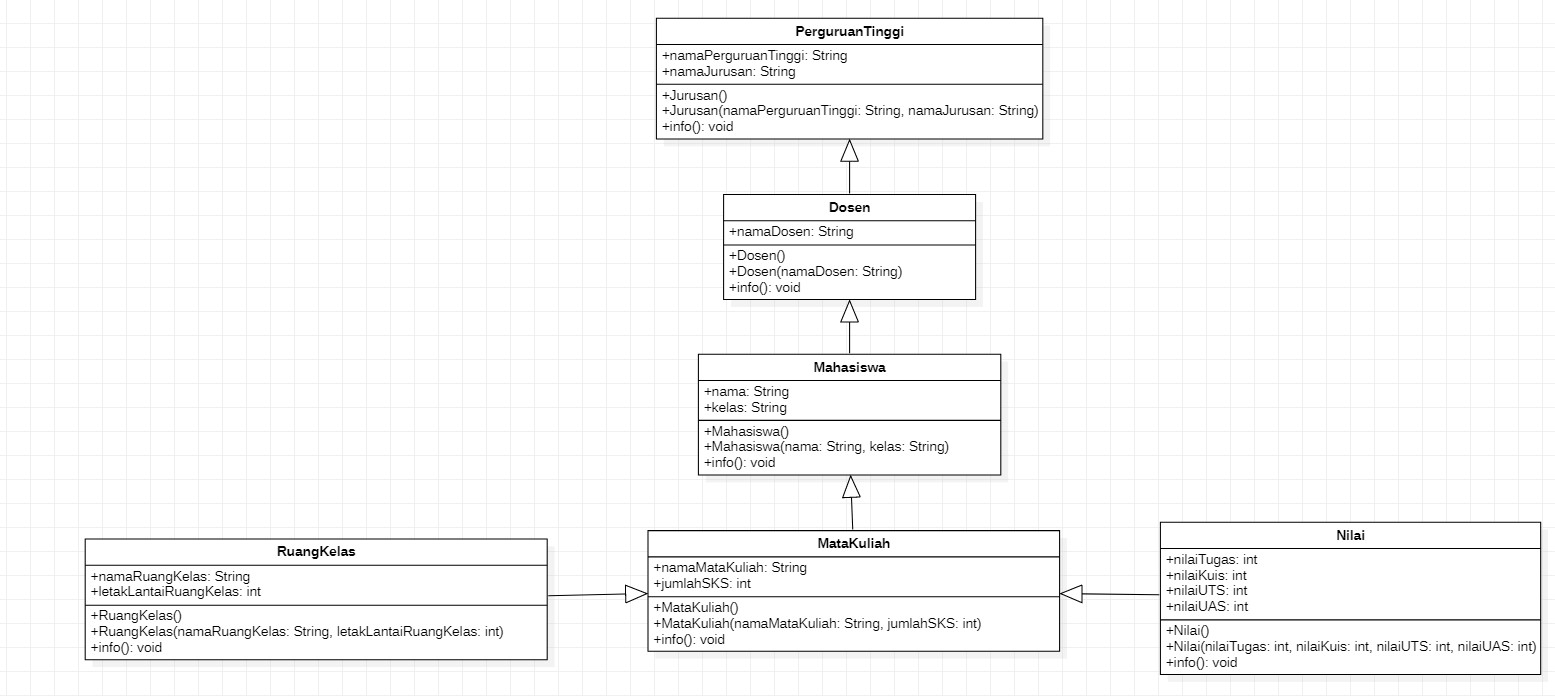 PerguruanTinggi
+namaPerguruanTinggi: String
+namaJurusan: String
+Jurusan()
+Jurusan(namaPerguruanTinggi: String, namaJurusan: String)
+info(): void
Dosen
+namaDosen: String
+Dosen()
+Dosen(namaDosen: String)
+info(): void
Mahasiswa
+nama: String
+kelas: String
+Mahasiswa()
+Mahasiswa(nama: String, kelas: String)
+info(): void
RuangKelas
+namaRuangKelas: String
+letakLantaiRuangKelas: int
+RuangKelas()
+RuangKelas(namaRuangKelas: String, letakLantaiRuangKelas: int)
+info(): void
MataKuliah
+namaMataKuliah: String
+jumlahSKS: int
+MataKuliah()
+MataKuliah(namaMataKuliah: String, jumlahSKS: int)
+info(): void
Nilai
+nilaiTugas: int
+nilaiKuis: int
+nilaiUTS: int
+nilaiUAS: int
+Nilai()
+Nilai(nilaiTugas: int, nilaiKuis: int, nilaiUTS: int, nilaiUAS: int)
+info(): void